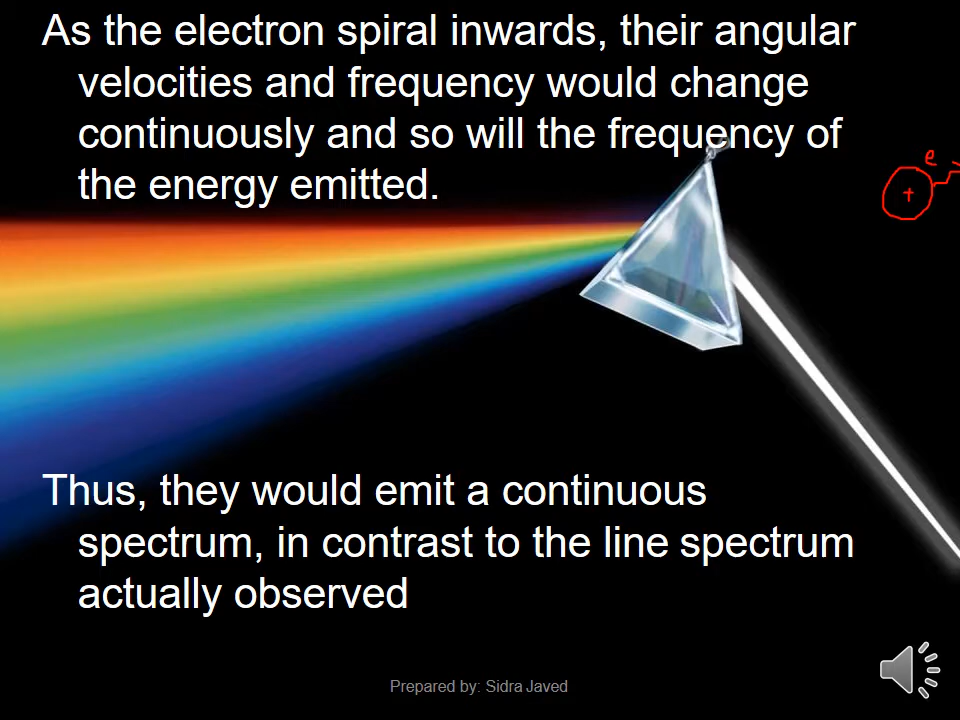 As the electron spiral inwards, their angular
velocities and frequency would change
continuously and so will the frequency of
the energy emitted.
e
+
Thus, they would emit a continuous
spectrum, in contrast to the line spectrum
actually observed
Prepared by: Sidra Javed